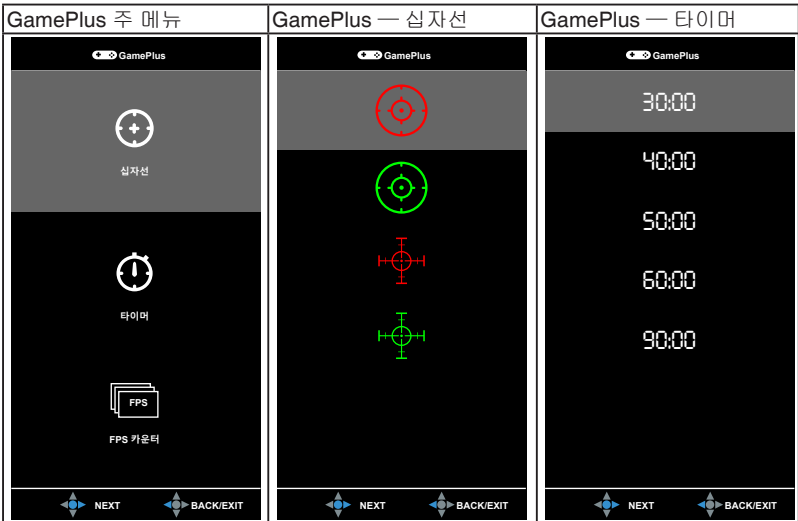 GamePlus 주 메뉴
GamePlus
십자선
타이머
FPS
FPS 카운터
NEXT BACK/EXIT
GamePlus — 십자선
GamePlus
NEXT BACK/EXIT
GamePlus — 타이머
GamePlus
30:00
40:00
50:00
60:00
90:00
NEXT BACK/EXIT